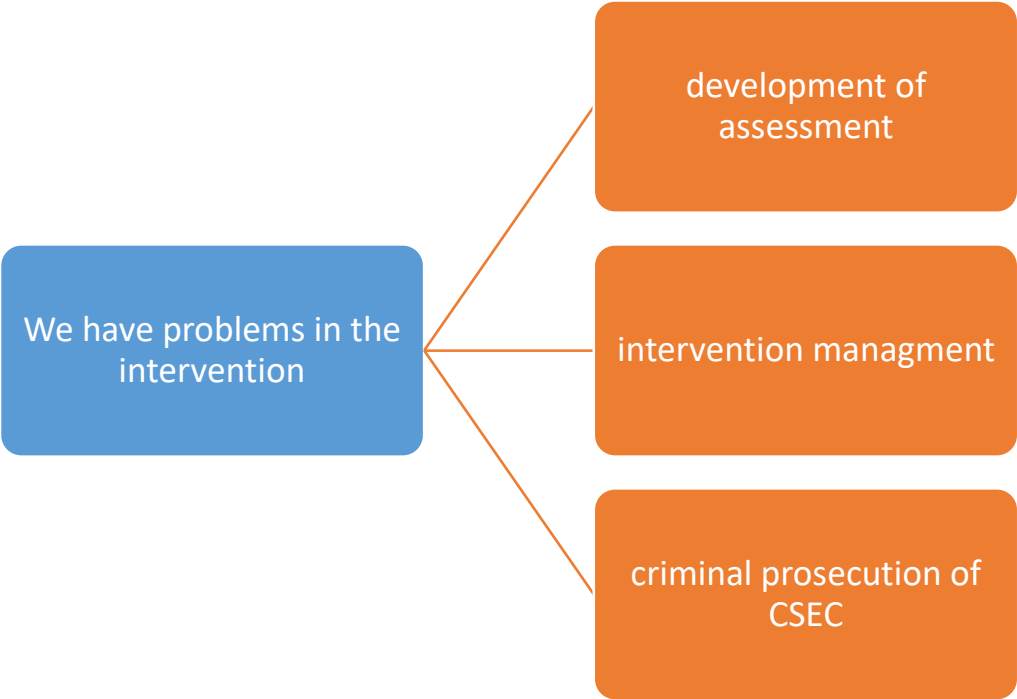 development of
assessment
We have problems in the
intervention
intervention managment
criminal prosecution of
CSEC